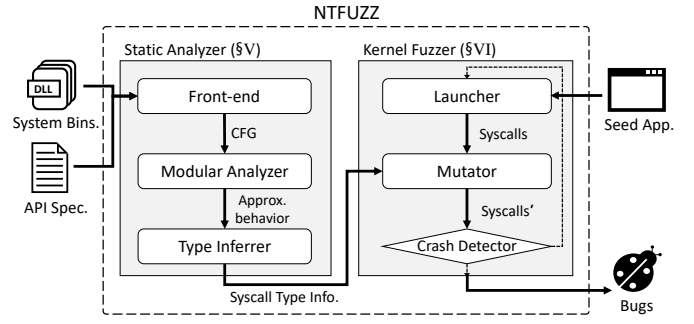 NTFUZZ
Static Analyzer (§V)
Kernel Fuzzer (§VI)
DLL
System Bins.
API Spec.
Front-end
CFG
Modular Analyzer
Approx.
behavior
Type Inferrer
Syscall Type Info.
Launcher
Syscalls
Mutator
Syscalls’
Crash Detector
Seed App.
Bugs